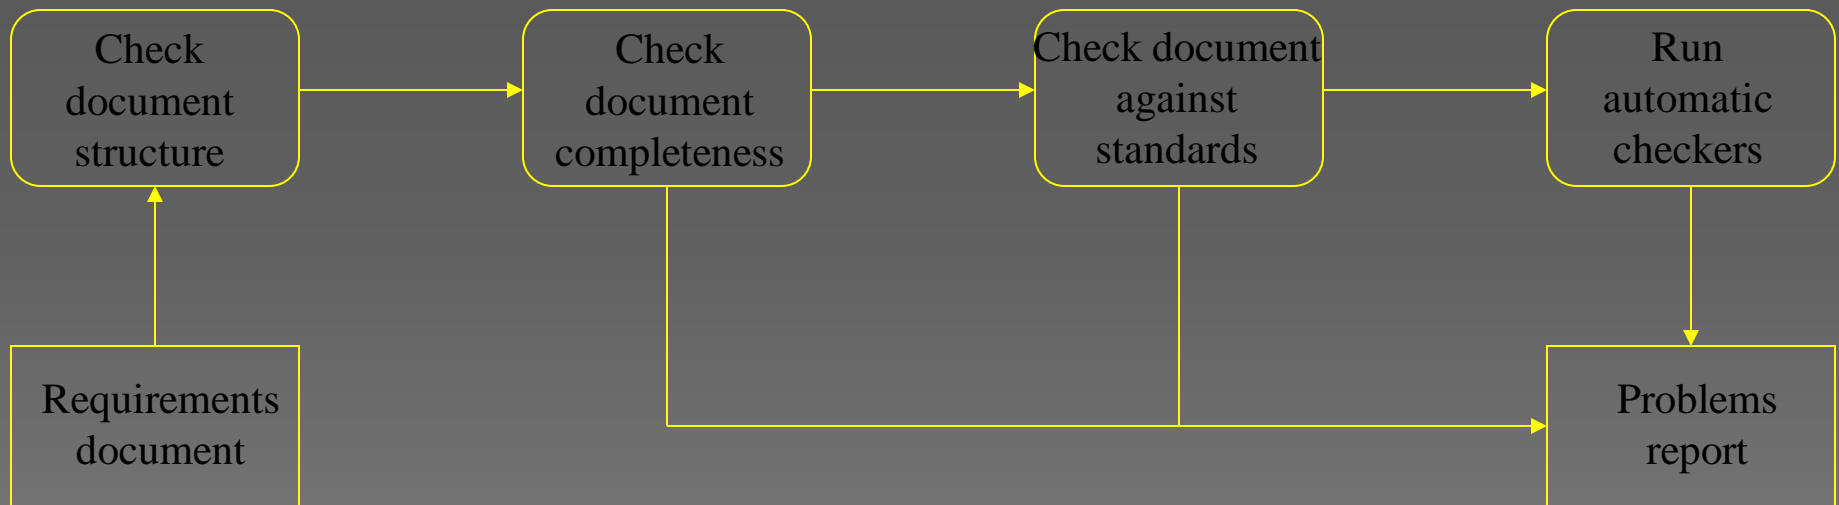 Check
document
structure
Check
document
completeness
Check document
against
standards
Run
automatic
checkers
Requirements
document
Problems
report